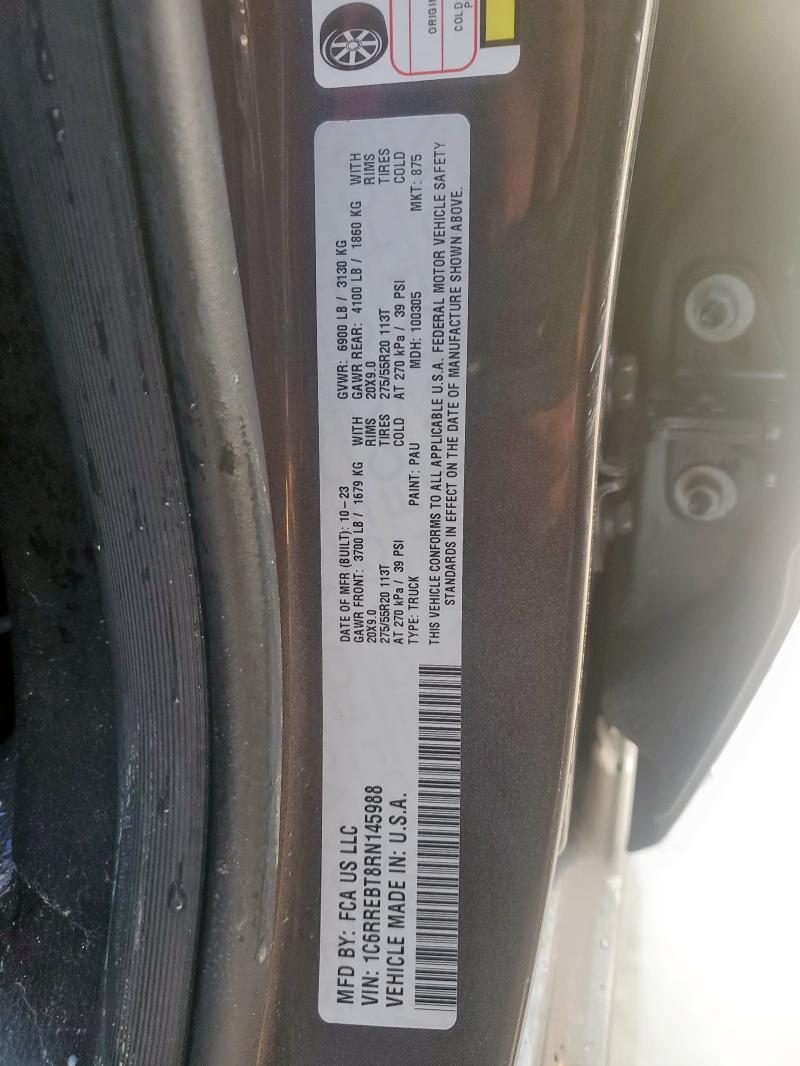 ORIGIN
COLD
P
MFD BY: FCA US LLC
VIN: 1C6RREBT8RN145988
VEHICLE MADE IN: U.S.A.
DATE OF MFR (BUILT): 10-23 GVWR: 6900 LB / 3130 KG
GAWR FRONT: 3700 LB / 1679 KG WITH GAWR REAR: 4100 LB / 1860 KG WITH
20X9.0 RIMS 20X9.0 RIMS
275/55R20 113T TIRES 275/55R20 113T TIRES
AT 270 kPa / 39 PSI COLD AT 270 kPa / 39 PSI COLD
TYPE: TRUCK PAINT: PAU MDH: 100305 MKT: 875
THIS VEHICLE CONFORMS TO ALL APPLICABLE U.S.A. FEDERAL MOTOR VEHICLE SAFETY
STANDARDS IN EFFECT ON THE DATE OF MANUFACTURE SHOWN ABOVE.